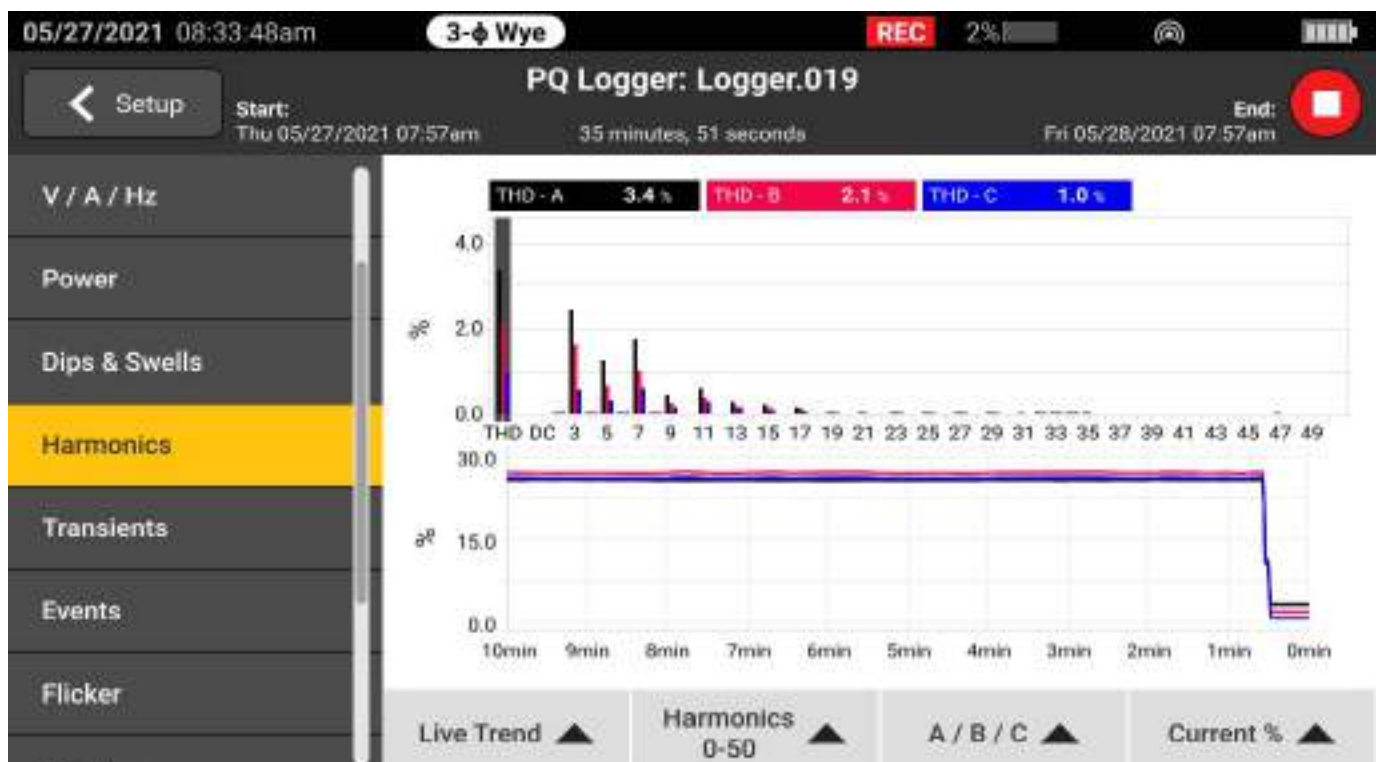 05/27/2021 08:33:48am 3-ϕ Wye REC 2%
PQ Logger: Logger.019
Setup
Start:
Thu 05/27/2021 07:57am
35 minutes, 51 seconds
End:
Fri 05/28/2021 07:57am
V / A / Hz
Power
Dips & Swells
Harmonics
Transients
Events
Flicker
THD - A 3.4 % THD - B 2.1 % THD - C 1.0 %
4.0
2.0
0.0
%
THD DC 3 5 7 9 11 13 15 17 19 21 23 25 27 29 31 33 35 37 39 41 43 45 47 49
30.0
15.0
0.0
%
10min 9min 8min 7min 6min 5min 4min 3min 2min 1min 0min
Live Trend
Harmonics
0-50
A / B / C
Current %